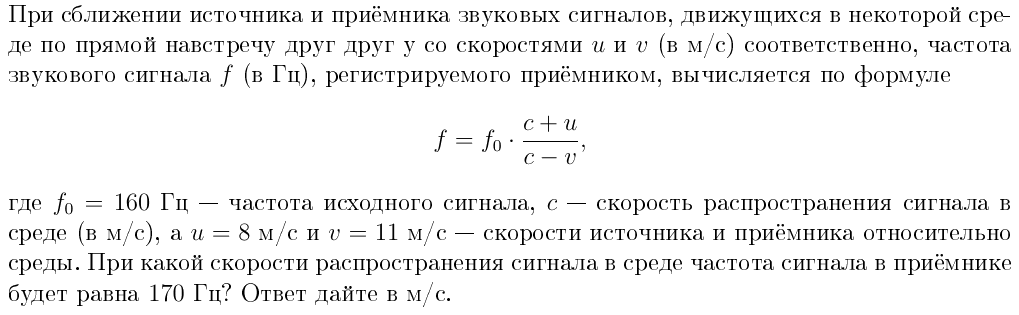 При сближении источника и приёмника звуковых сигналов, движущихся в некоторой сре-
де по прямой навстречу друг друг у со скоростями u и v (в м/с) соответственно, частота
звукового сигнала f (в Гц), регистрируемого приёмником, вычисляется по формуле
f = f₀ · (c + u)/(c − v),
где f₀ = 160 Гц — частота исходного сигнала, c — скорость распространения сигнала в
среде (в м/с), а u = 8 м/с и v = 11 м/с — скорости источника и приёмника относительно
среды. При какой скорости распространения сигнала в среде частота сигнала в приёмнике
будет равна 170 Гц? Ответ дайте в м/с.